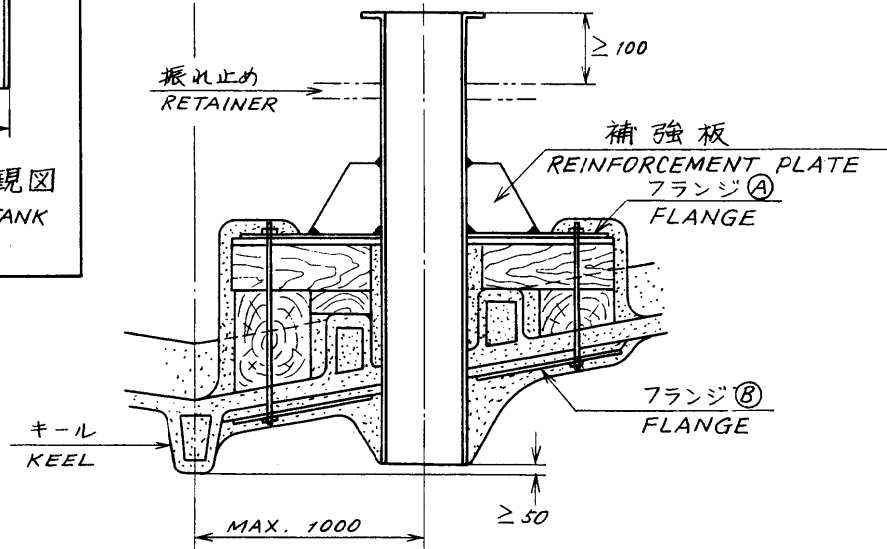 ≥100
振れ止め
RETAINER
補強板
REINFORCEMENT PLATE
観図
TANK
フランジ Ⓐ
FLANGE
フランジ Ⓑ
FLANGE
キール
KEEL
≥50
MAX. 1000